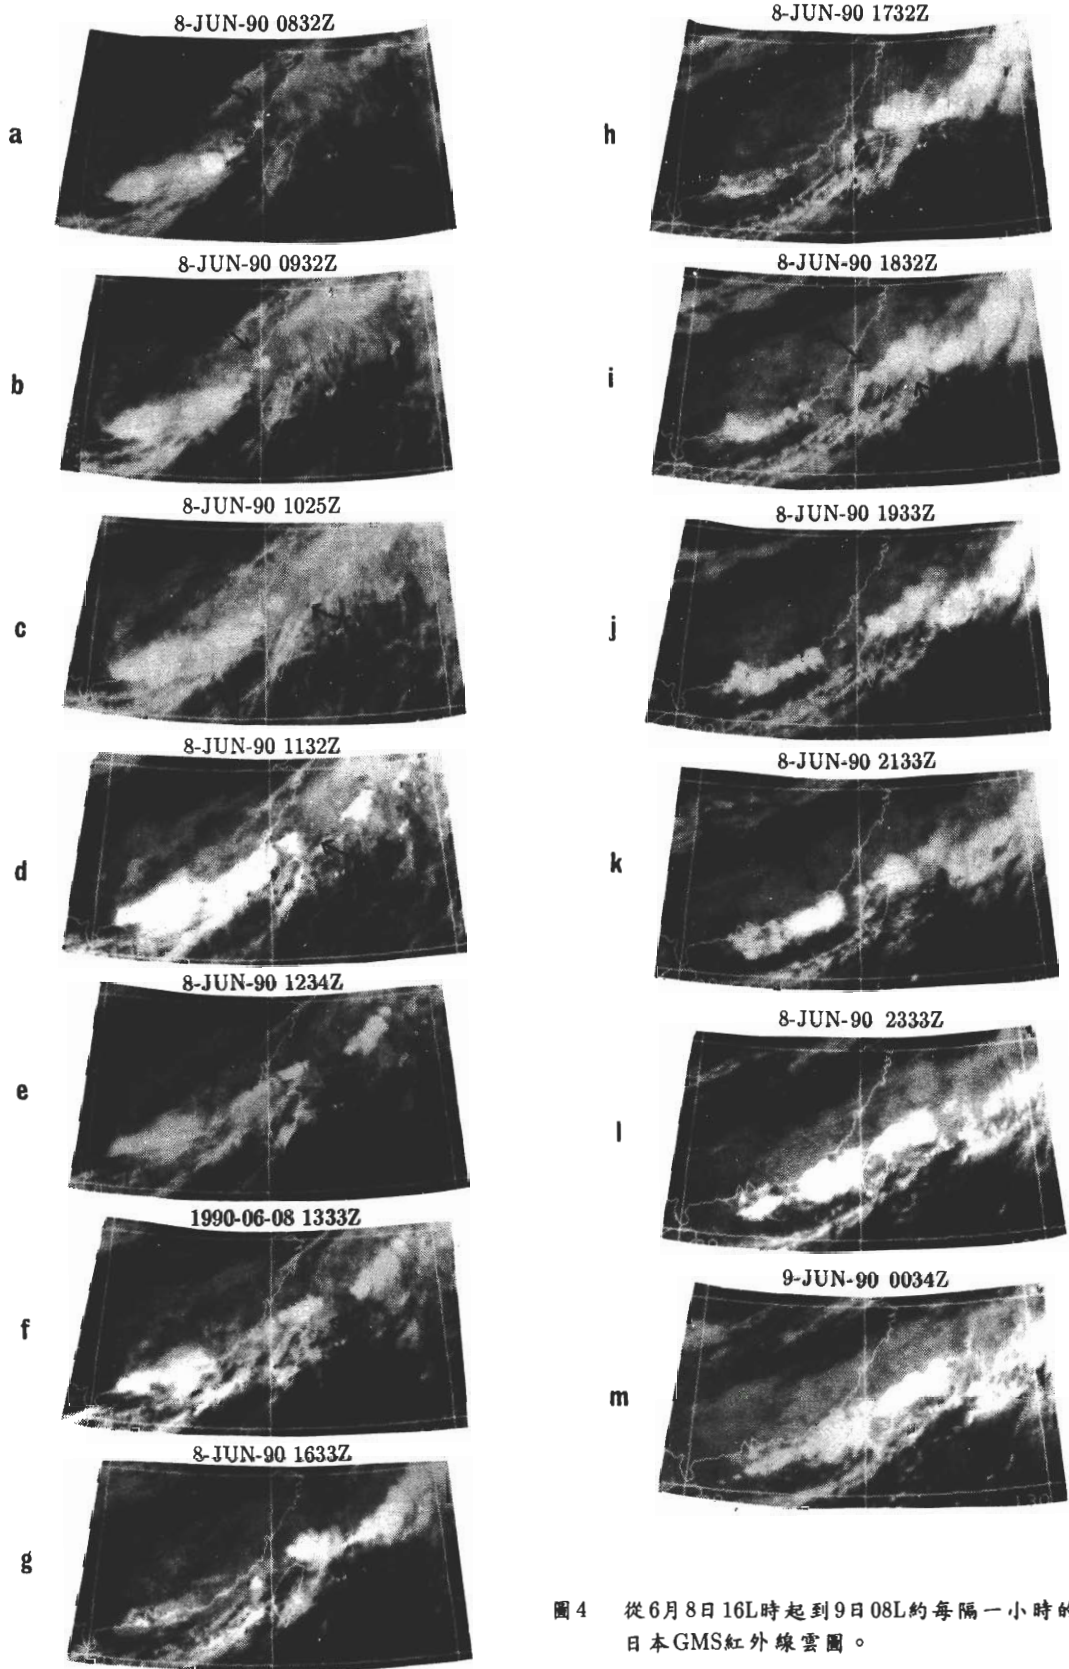 8-JUN-90 0832Z
a
8-JUN-90 0932Z
b
8-JUN-90 1025Z
c
8-JUN-90 1132Z
d
8-JUN-90 1234Z
e
1990-06-08 1333Z
f
8-JUN-90 1633Z
g
8-JUN-90 1732Z
h
8-JUN-90 1832Z
i
8-JUN-90 1933Z
j
8-JUN-90 2133Z
k
8-JUN-90 2333Z
l
9-JUN-90 0034Z
m
圖4 從6月8日16L時起到9日08L約每隔一小時的
日本GMS紅外線雲圖。